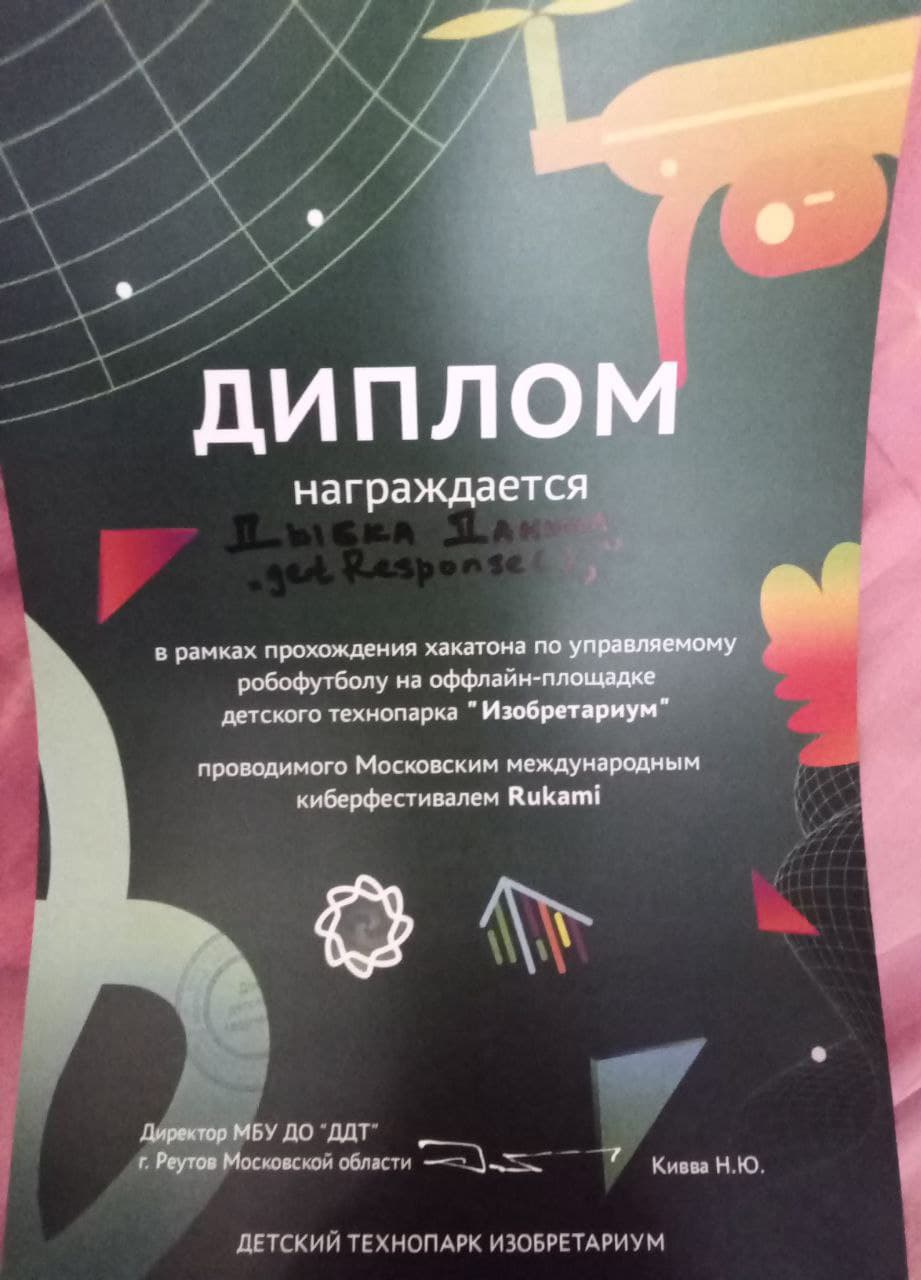 ДИПЛОМ
награждается
Дыбка
"getResponse();"
в рамках прохождения хакатона по управляемому
робофутболу на оффлайн-площадке
детского технопарка "Изобретариум"
проводимого Московским международным
киберфестивалем Rukami
Директор МБУ ДО "ДДТ"
г. Реутов Московской области
Кивва Н.Ю.
ДЕТСКИЙ ТЕХНОПАРК ИЗОБРЕТАРИУМ